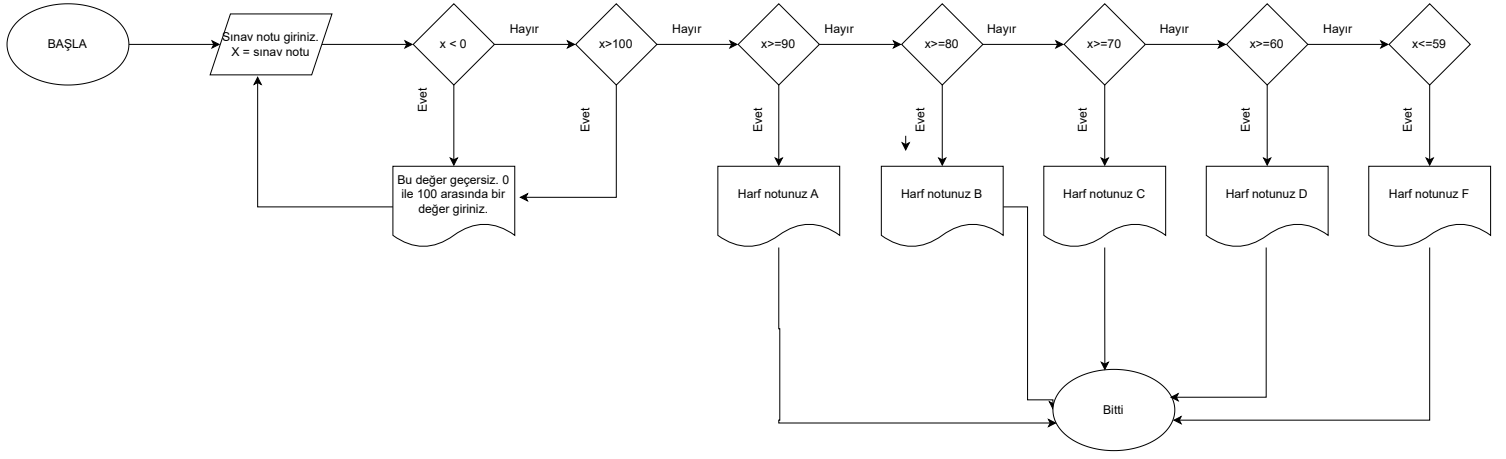 BAŞLA
Sınav notu giriniz.
X = sınav notu
x < 0
Hayır
x>100
Hayır
x>=90
Hayır
x>=80
Hayır
x>=70
Hayır
x>=60
Hayır
x<=59
Evet
Evet
Evet
Evet
Evet
Evet
Evet
Bu değer geçersiz. 0
ile 100 arasında bir
değer giriniz.
Harf notunuz A
Harf notunuz B
Harf notunuz C
Harf notunuz D
Harf notunuz F
Bitti